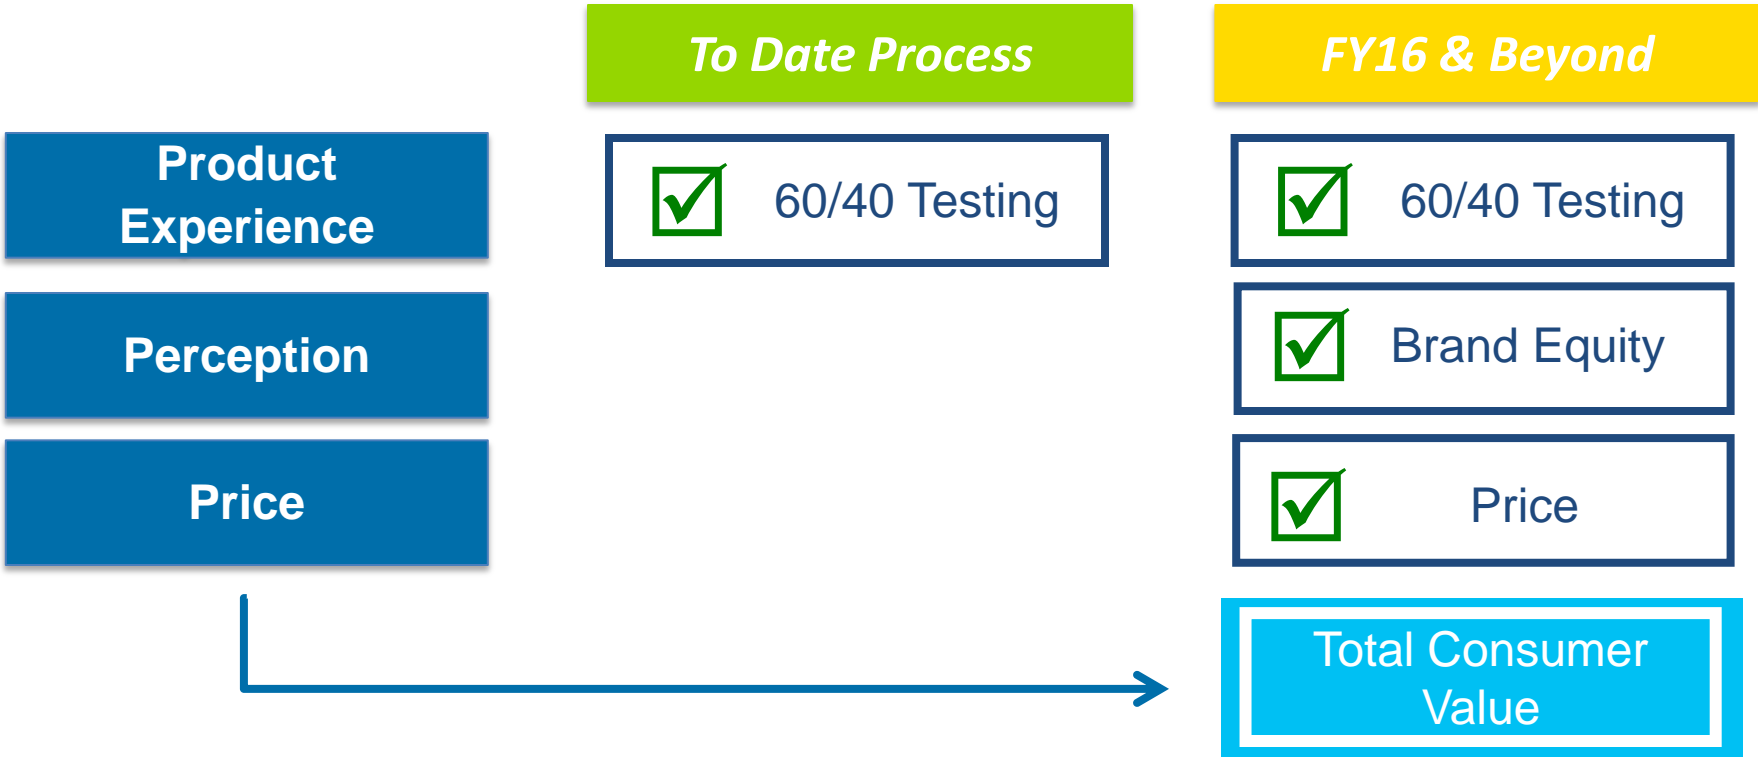 To Date Process
FY16 & Beyond
Product
Experience
60/40 Testing
60/40 Testing
Perception
Brand Equity
Price
Price
Total Consumer
Value